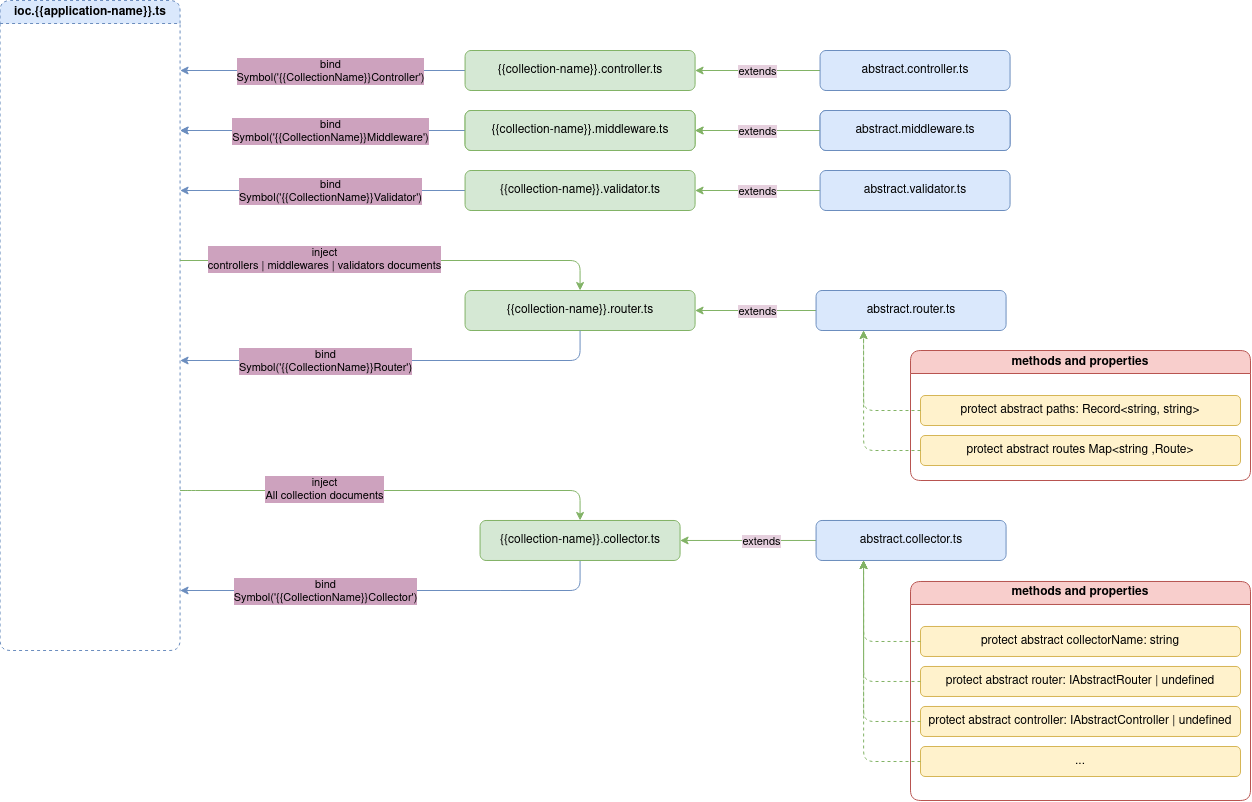 ioc.{{application-name}}.ts
bind
Symbol('{{CollectionName}}Controller')
{{collection-name}}.controller.ts
extends
abstract.controller.ts
bind
Symbol('{{CollectionName}}Middleware')
{{collection-name}}.middleware.ts
extends
abstract.middleware.ts
bind
Symbol('{{CollectionName}}Validator')
{{collection-name}}.validator.ts
extends
abstract.validator.ts
inject
controllers | middlewares | validators documents
{{collection-name}}.router.ts
extends
abstract.router.ts
bind
Symbol('{{CollectionName}}Router')
methods and properties
protect abstract paths: Record<string, string>
protect abstract routes Map<string ,Route>
inject
All collection documents
{{collection-name}}.collector.ts
extends
abstract.collector.ts
bind
Symbol('{{CollectionName}}Collector')
methods and properties
protect abstract collectorName: string
protect abstract router: IAbstractRouter | undefined
protect abstract controller: IAbstractController | undefined
...